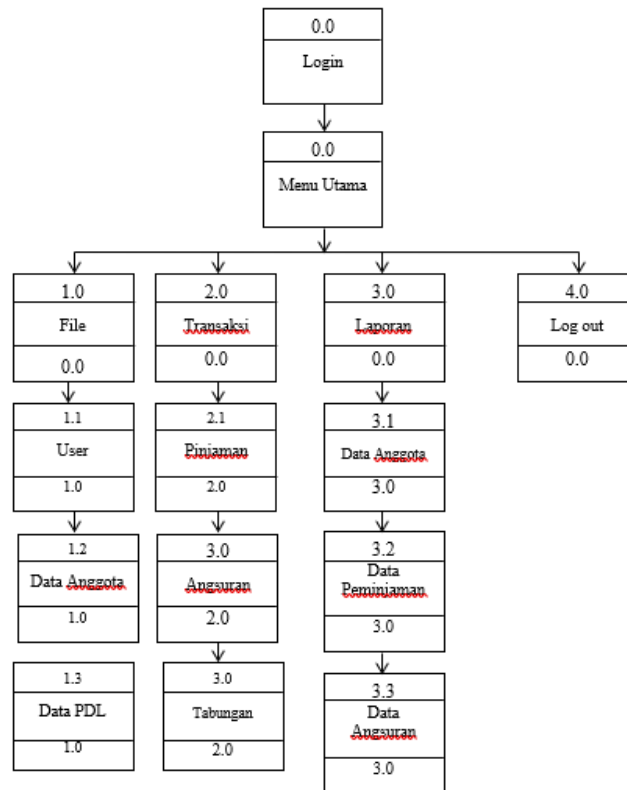 0.0
Login
0.0
Menu Utama
1.0
File
0.0
2.0
Transaksi
0.0
3.0
Laporan
0.0
4.0
Log out
0.0
1.1
User
1.0
2.1
Pinjaman
2.0
3.1
Data Anggota
3.0
1.2
Data Anggota
1.0
3.0
Angsuran
2.0
3.2
Data
Peminjaman
3.0
1.3
Data PDL
1.0
3.0
Tabungan
2.0
3.3
Data
Angsuran
3.0